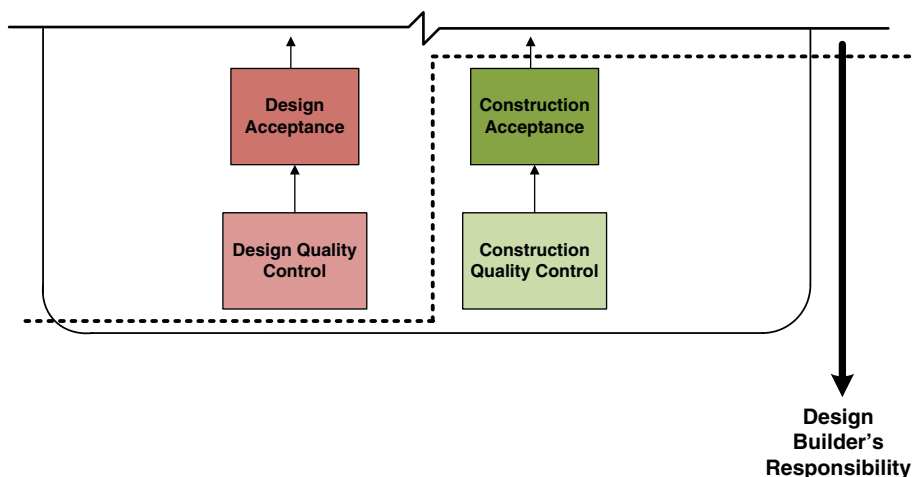 Design
Acceptance
Construction
Acceptance
Design Quality
Control
Construction
Quality Control
Design
Builder’s
Responsibility